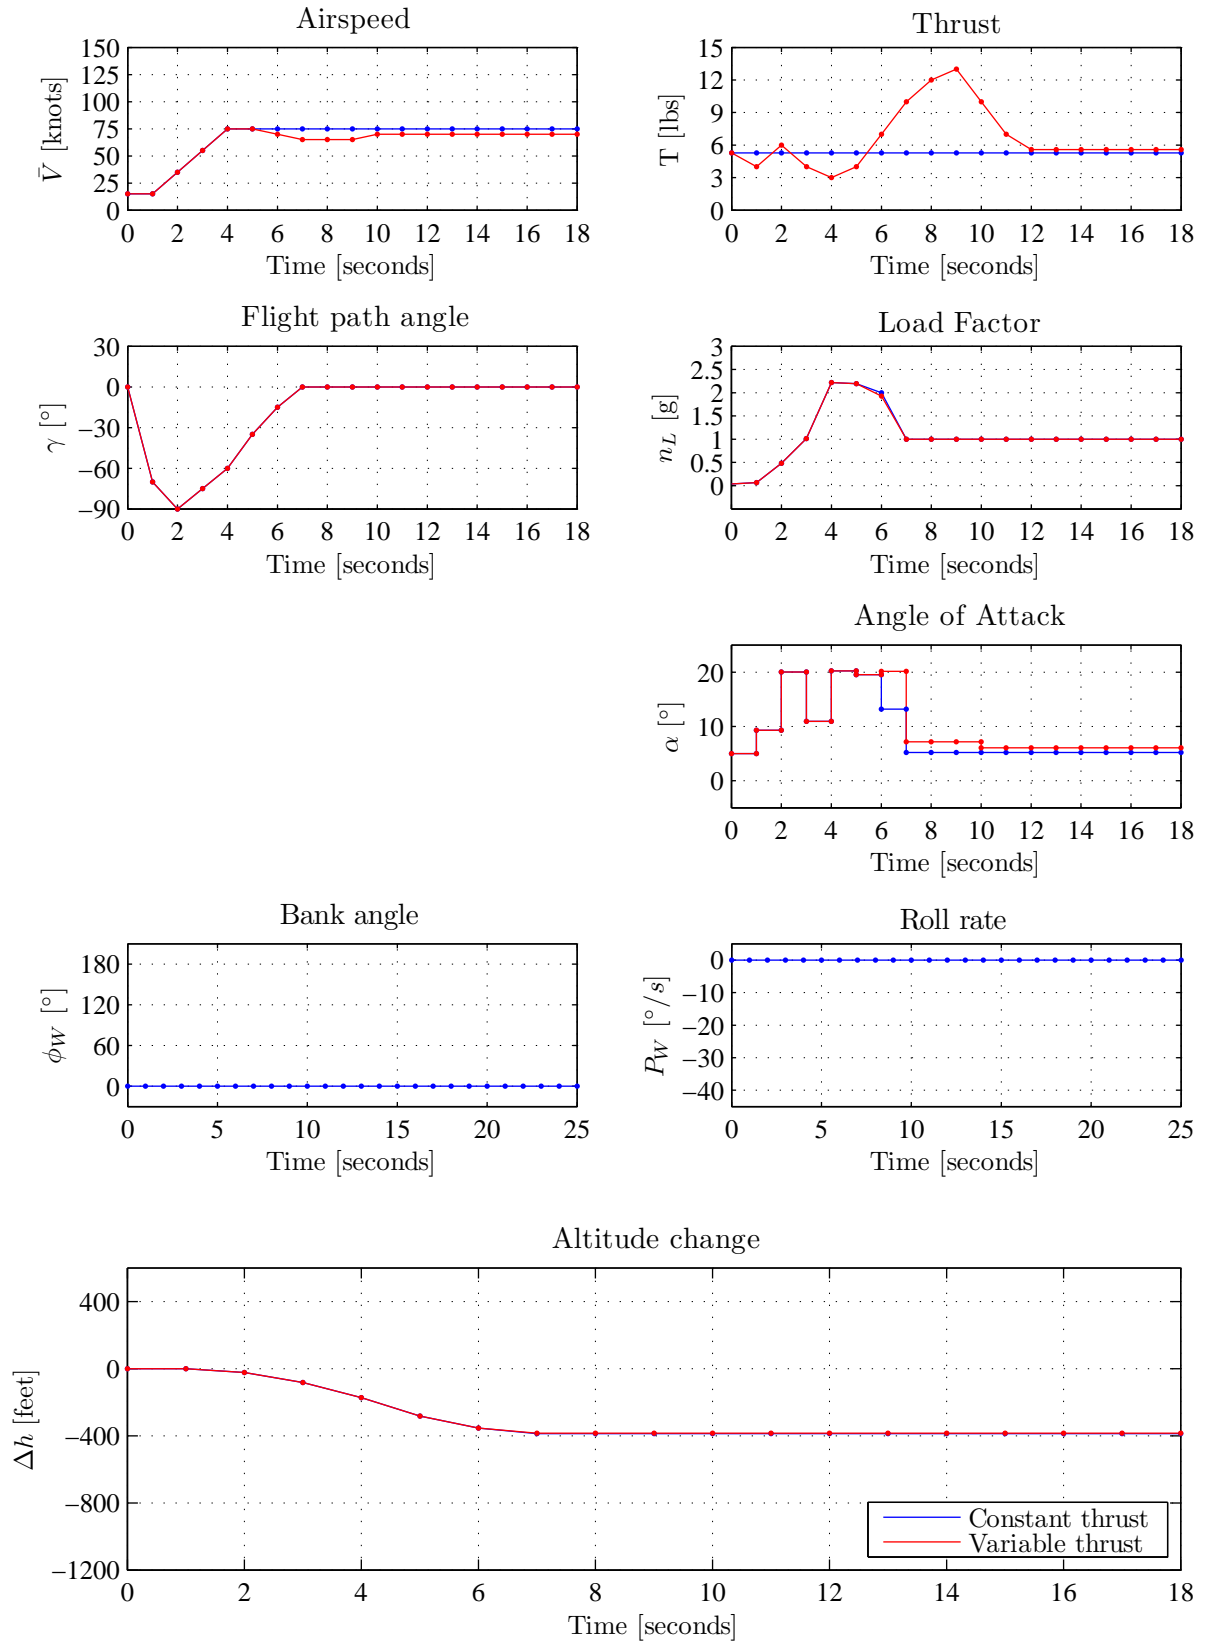 Airspeed
150
125
100
75
50
25
0
V̄ [knots]
0 2 4 6 8 10 12 14 16 18
Time [seconds]
Thrust
15
12
9
6
3
0
T [lbs]
0 2 4 6 8 10 12 14 16 18
Time [seconds]
Flight path angle
30
0
−30
−60
−90
γ [°]
0 2 4 6 8 10 12 14 16 18
Time [seconds]
Load Factor
3
2.5
2
1.5
1
0.5
0
n_L [g]
0 2 4 6 8 10 12 14 16 18
Time [seconds]
Angle of Attack
20
10
0
α [°]
0 2 4 6 8 10 12 14 16 18
Time [seconds]
Bank angle
180
120
60
0
ϕ_W [°]
0 5 10 15 20 25
Time [seconds]
Roll rate
0
−10
−20
−30
−40
P_W [°/s]
0 5 10 15 20 25
Time [seconds]
Altitude change
400
0
−400
−800
−1200
Δh [feet]
0 2 4 6 8 10 12 14 16 18
Time [seconds]
Constant thrust
Variable thrust